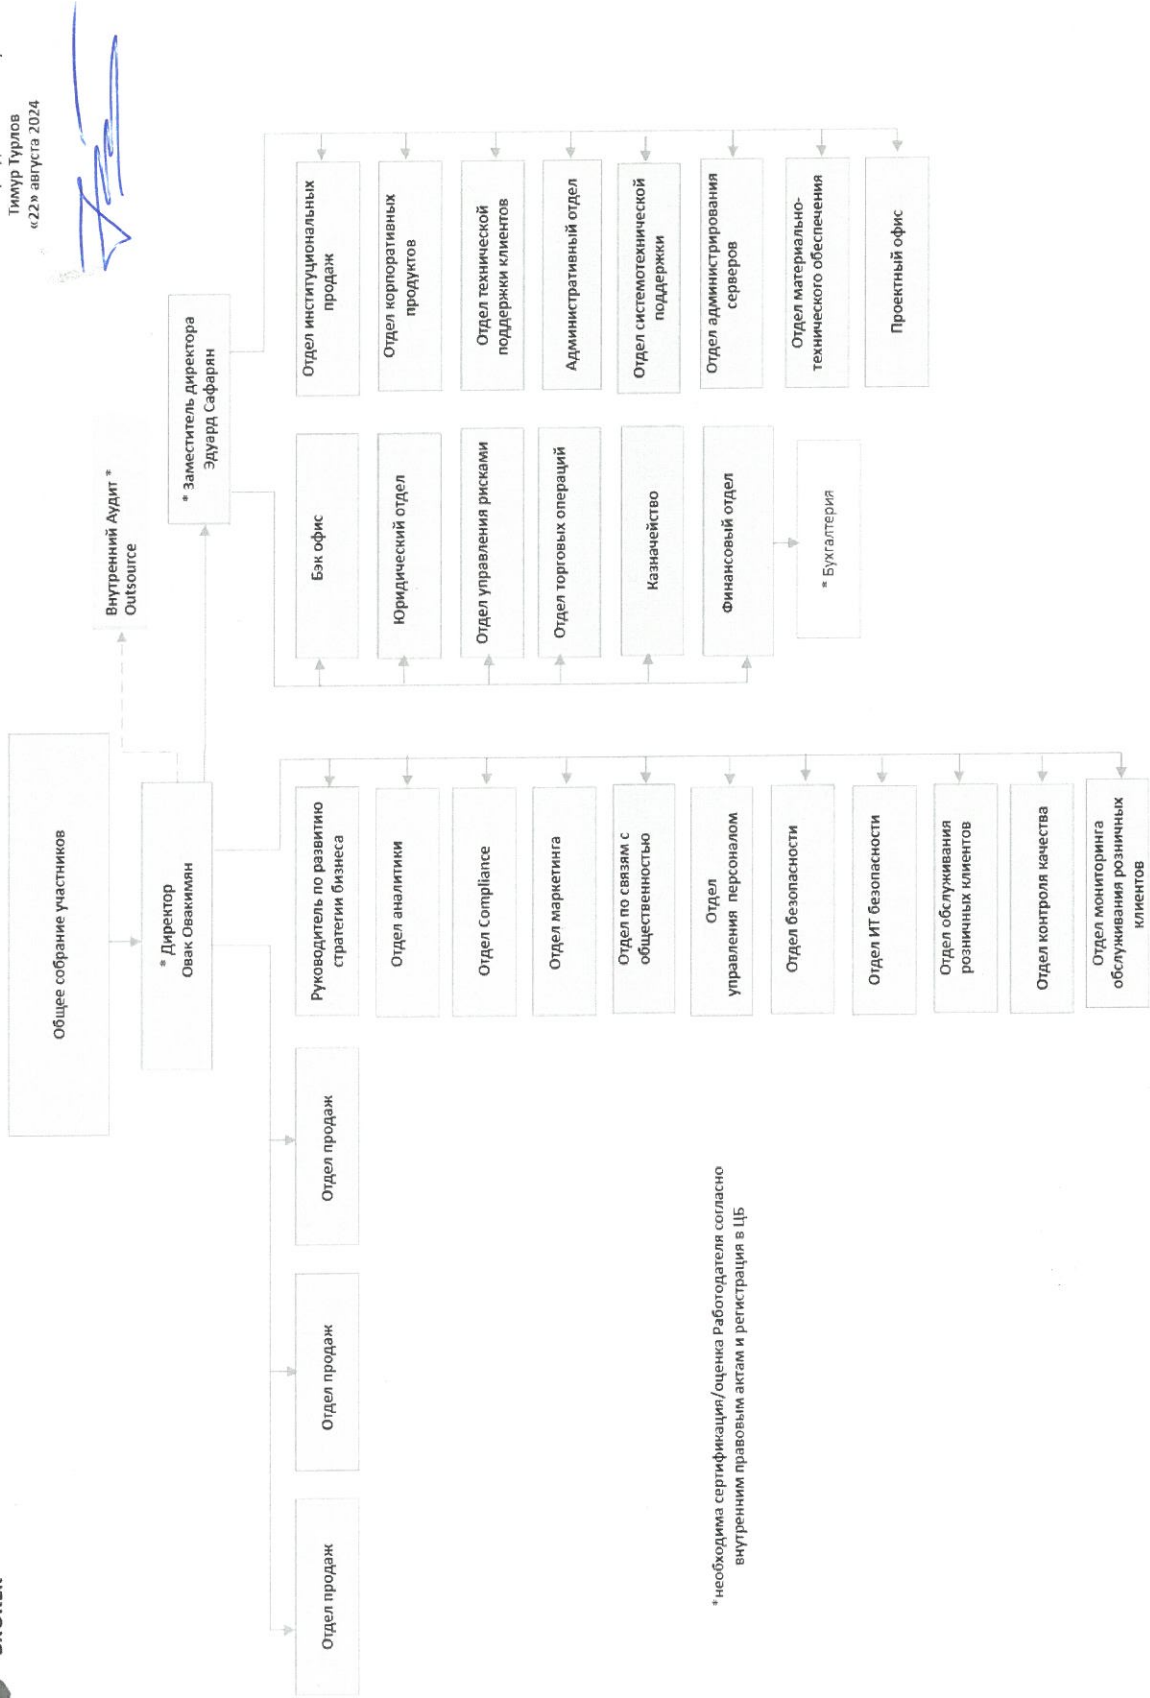 Тимур Турлов
«22» августа 2024
Общее собрание участников
Внутренний Аудит *
Outsource
* Директор
Овак Овакимян
* Заместитель директора
Эдуард Сафарян
Отдел продаж
Отдел продаж
Отдел продаж
Руководитель по развитию
стратегии бизнеса
Отдел аналитики
Отдел Compliance
Отдел маркетинга
Отдел по связям с
общественностью
Отдел
управления персоналом
Отдел безопасности
Отдел ИТ безопасности
Отдел обслуживания
розничных клиентов
Отдел контроля качества
Отдел мониторинга
обслуживания розничных
клиентов
Бэк офис
Юридический отдел
Отдел управления рисками
Отдел торговых операций
Казначейство
Финансовый отдел
* Бухгалтерия
Отдел институциональных
продаж
Отдел корпоративных
продуктов
Отдел технической
поддержки клиентов
Административный отдел
Отдел системотехнической
поддержки
Отдел администрирования
серверов
Отдел материально-
технического обеспечения
Проектный офис
*необходима сертификация/оценка Работодателя согласно
внутренним правовым актам и регистрация в ЦБ